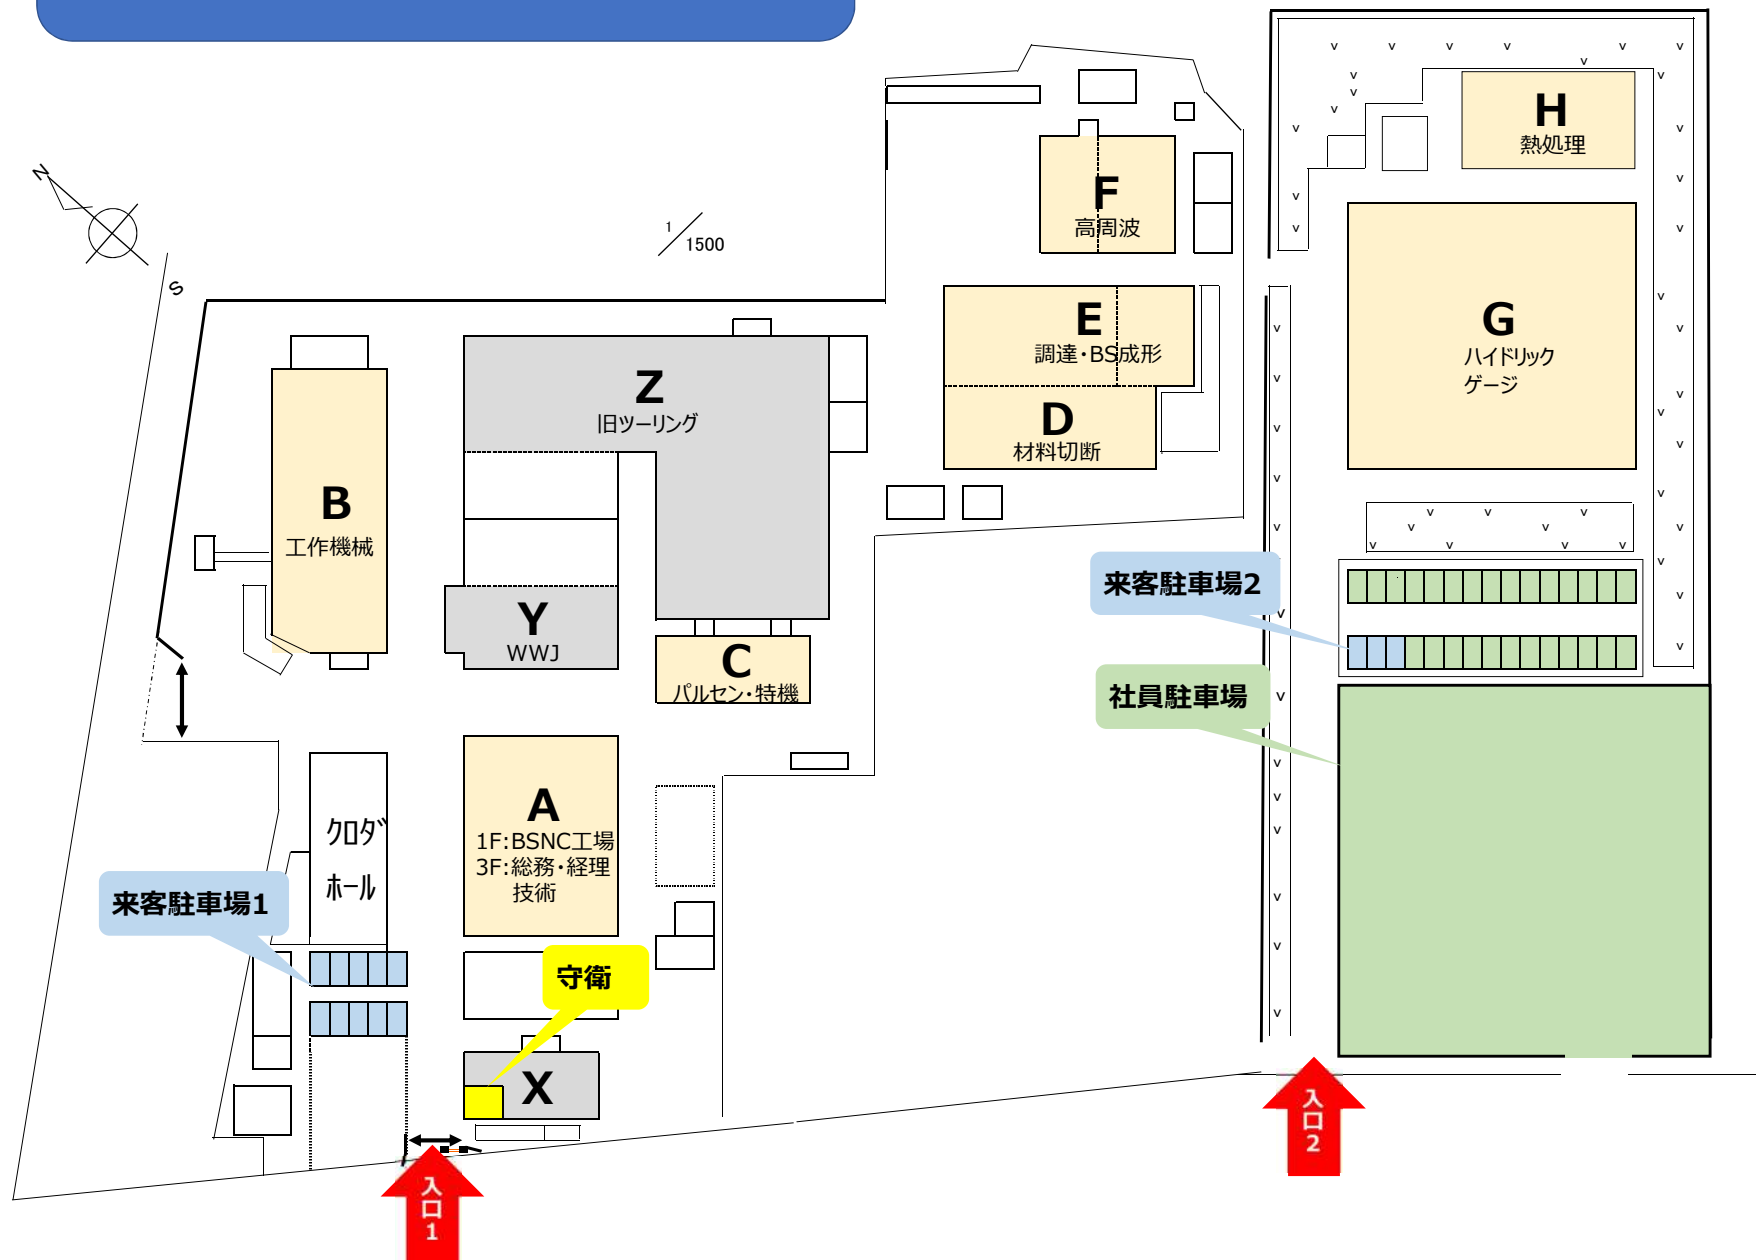 N
S
1
1500
H
熱処理
F
高周波
E
調達・BS成形
G
ハイドリック
ゲージ
Z
旧ツーリング
D
材料切断
B
工作機械
来客駐車場2
Y
WWJ
C
パルセン・特機
社員駐車場
A
1F:BSNC工場
3F:総務・経理
技術
クロダ
ホール
来客駐車場1
守衛
X
入口2
入口1